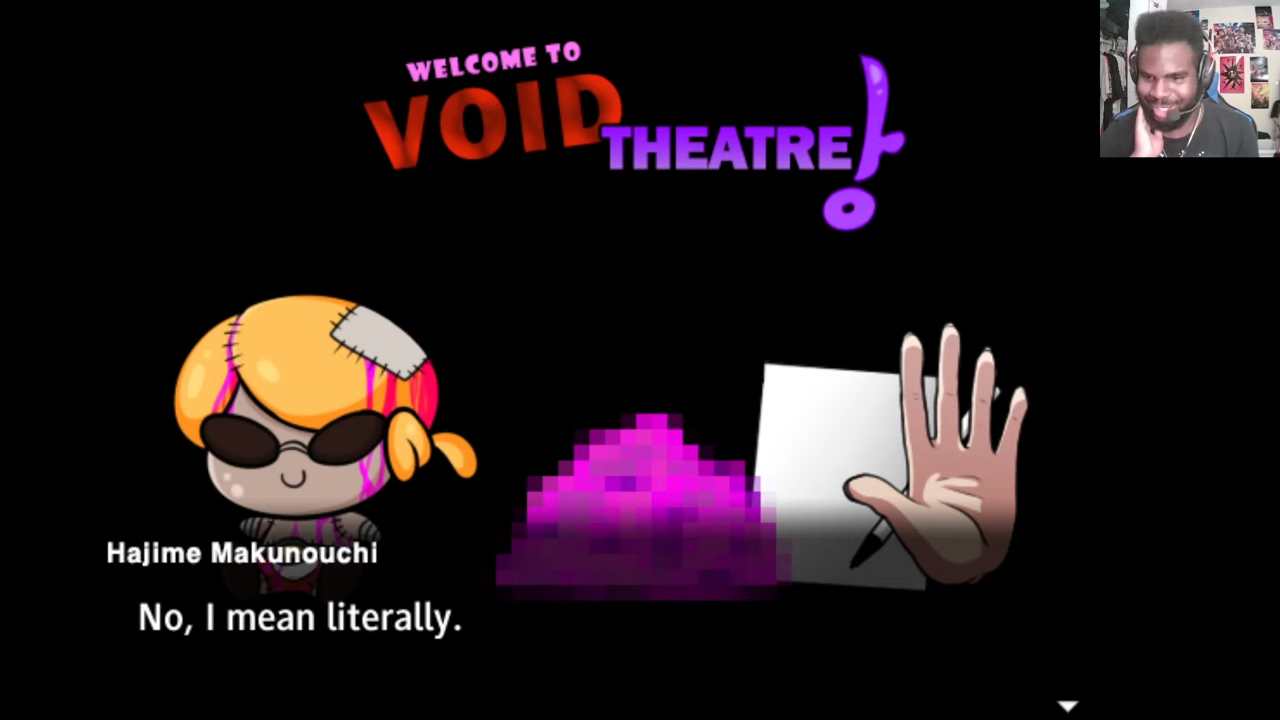 WELCOME TO
VOID
THEATRE!
Hajime Makunouchi
No, I mean literally.